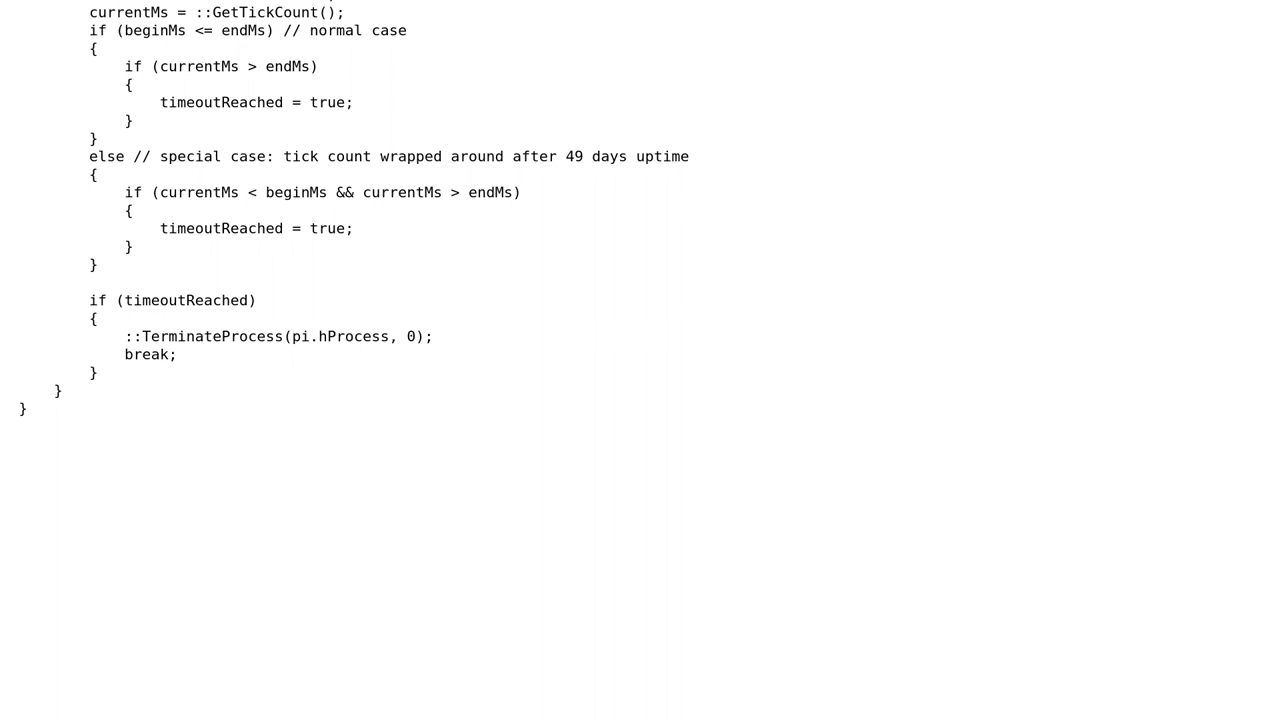 currentMs = ::GetTickCount();
if (beginMs <= endMs) // normal case
{
if (currentMs > endMs)
{
timeoutReached = true;
}
}
else // special case: tick count wrapped around after 49 days uptime
{
if (currentMs < beginMs && currentMs > endMs)
{
timeoutReached = true;
}
}
if (timeoutReached)
{
::TerminateProcess(pi.hProcess, 0);
break;
}
}
}